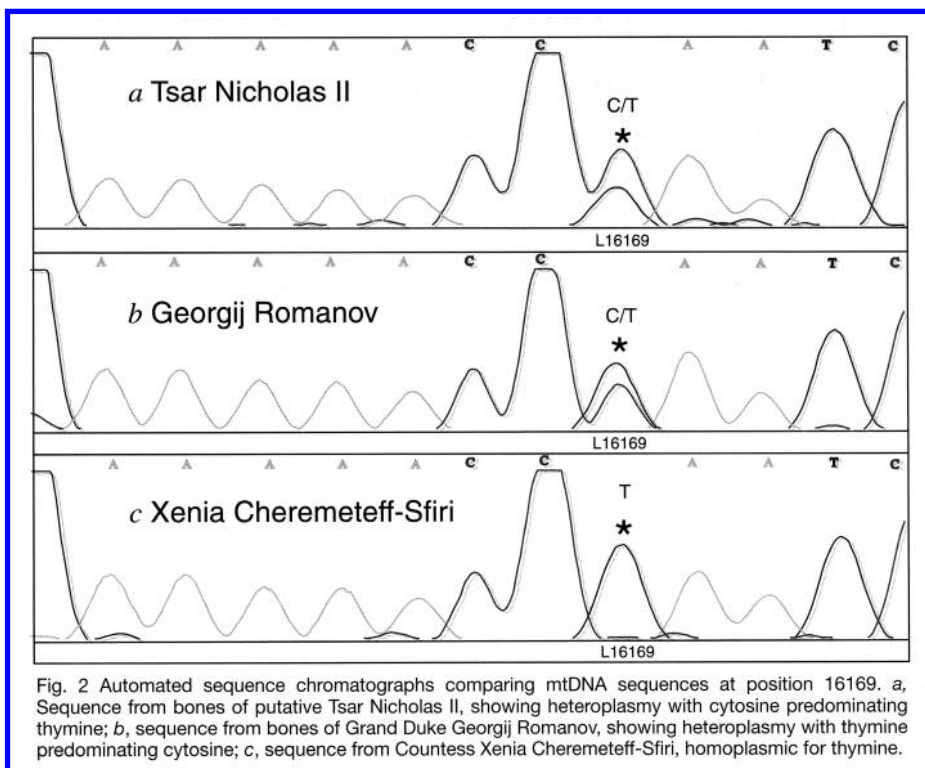 A A A A A C C A A T C
a Tsar Nicholas II
C/T
*
L16169
A A A A A C C A A T C
b Georgij Romanov
C/T
*
L16169
A A A A A C C A A T C
c Xenia Cheremeteff-Sfiri
T
*
L16169
Fig. 2 Automated sequence chromatographs comparing mtDNA sequences at position 16169. a,
Sequence from bones of putative Tsar Nicholas II, showing heteroplasmy with cytosine predominating
thymine; b, sequence from bones of Grand Duke Georgij Romanov, showing heteroplasmy with thymine
predominating cytosine; c, sequence from Countess Xenia Cheremeteff-Sfiri, homoplasmic for thymine.